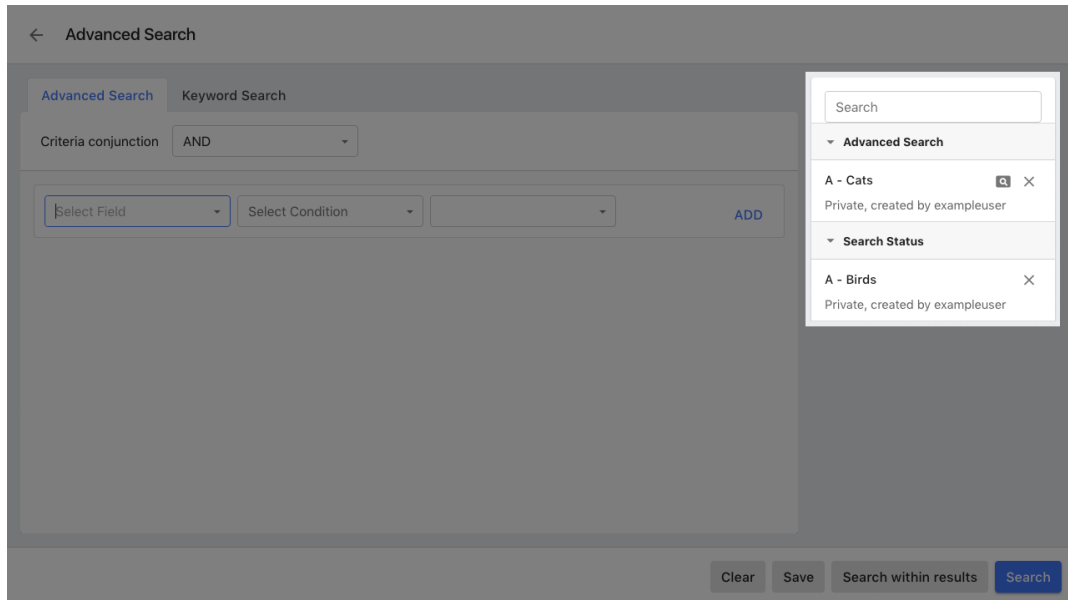 Advanced Search
Advanced Search Keyword Search
Criteria conjunction AND
Select Field Select Condition ADD
Search
Advanced Search
A - Cats
Private, created by exampleuser
Search Status
A - Birds
Private, created by exampleuser
Clear Save Search within results Search